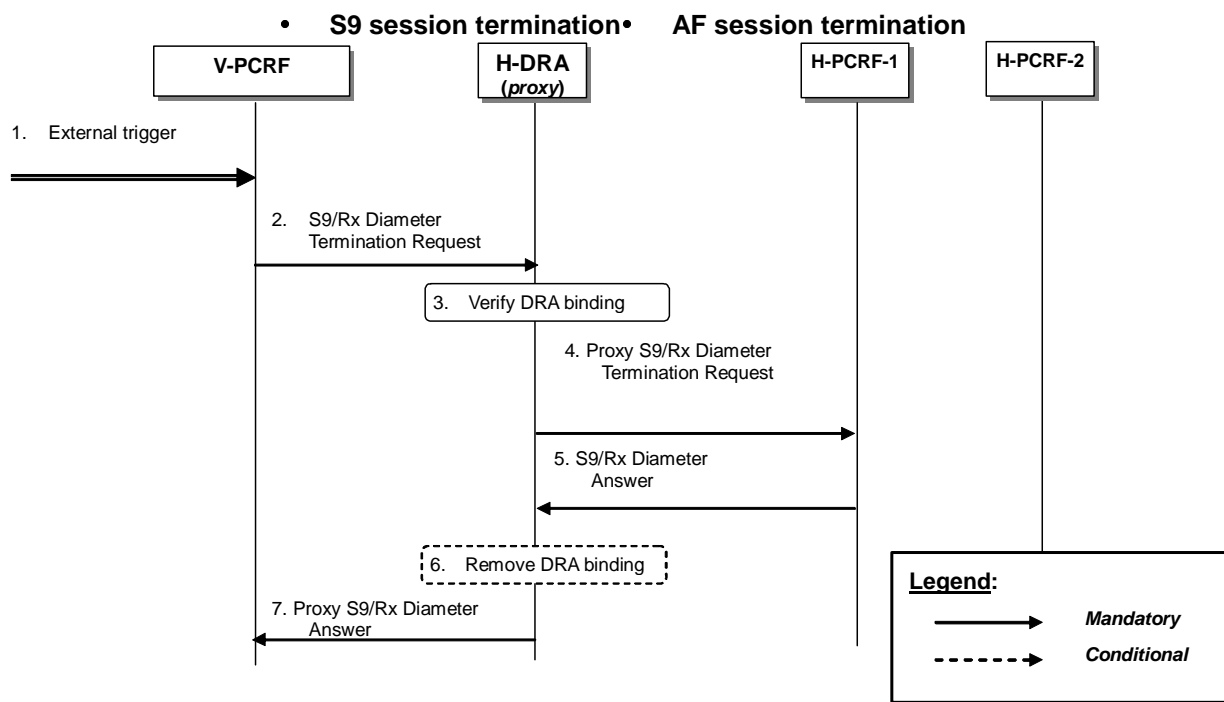 • S9 session termination• AF session termination
V-PCRF
H-DRA
(proxy)
H-PCRF-1
H-PCRF-2
1. External trigger
2. S9/Rx Diameter
Termination Request
3. Verify DRA binding
4. Proxy S9/Rx Diameter
Termination Request
5. S9/Rx Diameter
Answer
6. Remove DRA binding
7. Proxy S9/Rx Diameter
Answer
Legend:
Mandatory
Conditional